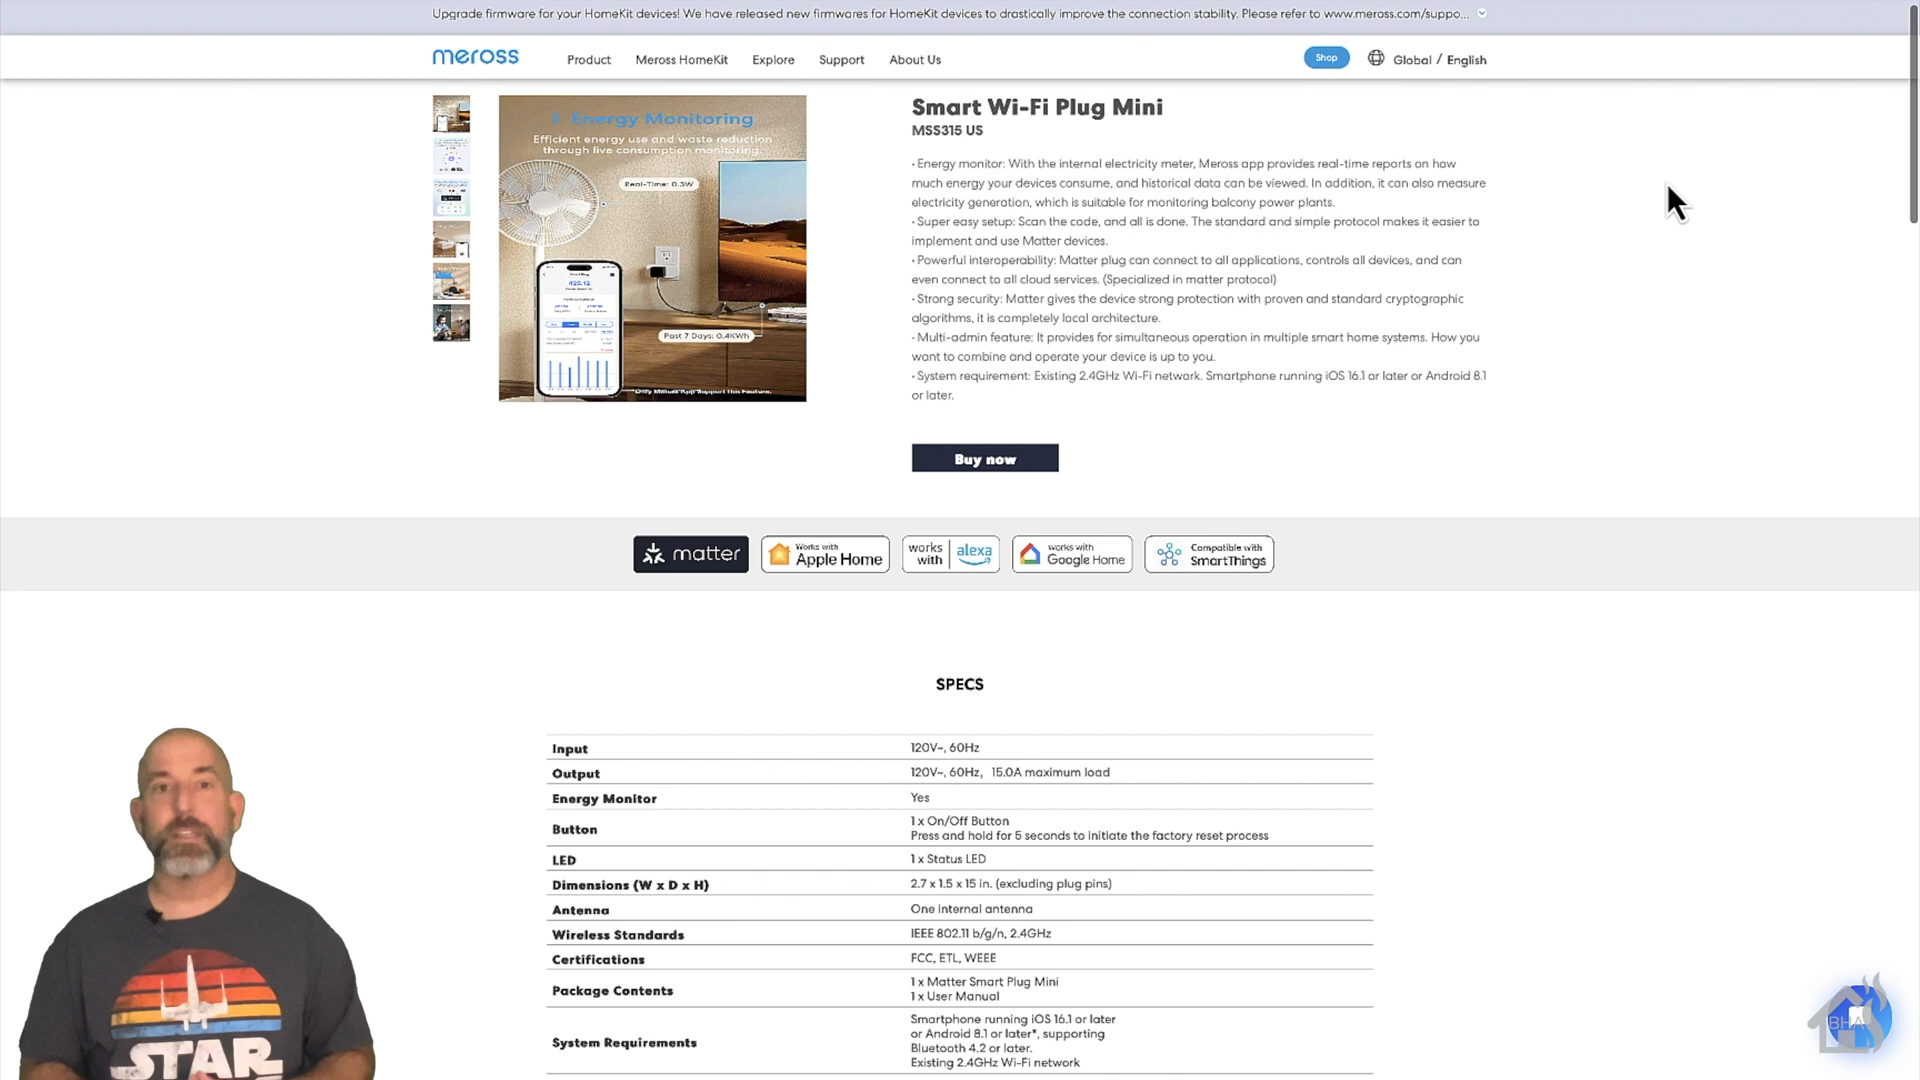 Upgrade firmware for your HomeKit devices! We have released new firmwares for HomeKit devices to drastically improve the connection stability. Please refer to www.meross.com/suppo...
meross
Product
Meross HomeKit
Explore
Support
About Us
Shop
Global / English
Energy Monitoring
Efficient energy use and waste reduction
through live consumption monitoring.
Real-Time: 0.3W
Past 7 Days: 0.4KWh
Only Meross App Support this Feature.
Smart Wi-Fi Plug Mini
MSS315 US
• Energy monitor: With the internal electricity meter, Meross app provides real-time reports on how
much energy your devices consume, and historical data can be viewed. In addition, it can also measure
electricity generation, which is suitable for monitoring balcony power plants.
• Super easy setup: Scan the code, and all is done. The standard and simple protocol makes it easier to
implement and use Matter devices.
• Powerful interoperability: Matter plug can connect to all applications, controls all devices, and can
even connect to all cloud services. (Specialized in matter protocol)
• Strong security: Matter gives the device strong protection with proven and standard cryptographic
algorithms, it is completely local architecture.
• Multi-admin feature: It provides for simultaneous operation in multiple smart home systems. How you
want to combine and operate your device is up to you.
• System requirement: Existing 2.4GHz Wi-Fi network. Smartphone running iOS 16.1 or later or Android 8.1
or later.
Buy now
matter
Works with
Apple Home
works
with
alexa
works with
Google Home
Compatible with
SmartThings
SPECS
Input 120V~, 60Hz
Output 120V~, 60Hz, 15.0A maximum load
Energy Monitor Yes
Button 1 x On/Off Button
Press and hold for 5 seconds to initiate the factory reset process
LED 1 x Status LED
Dimensions (W x D x H) 2.7 x 1.5 x 15 in. (excluding plug pins)
Antenna One internal antenna
Wireless Standards IEEE 802.11 b/g/n, 2.4GHz
Certifications FCC, ETL, WEEE
Package Contents 1 x Matter Smart Plug Mini
1 x User Manual
System Requirements Smartphone running iOS 16.1 or later
or Android 8.1 or later*, supporting
Bluetooth 4.2 or later.
Existing 2.4GHz Wi-Fi network
STAR
BHA